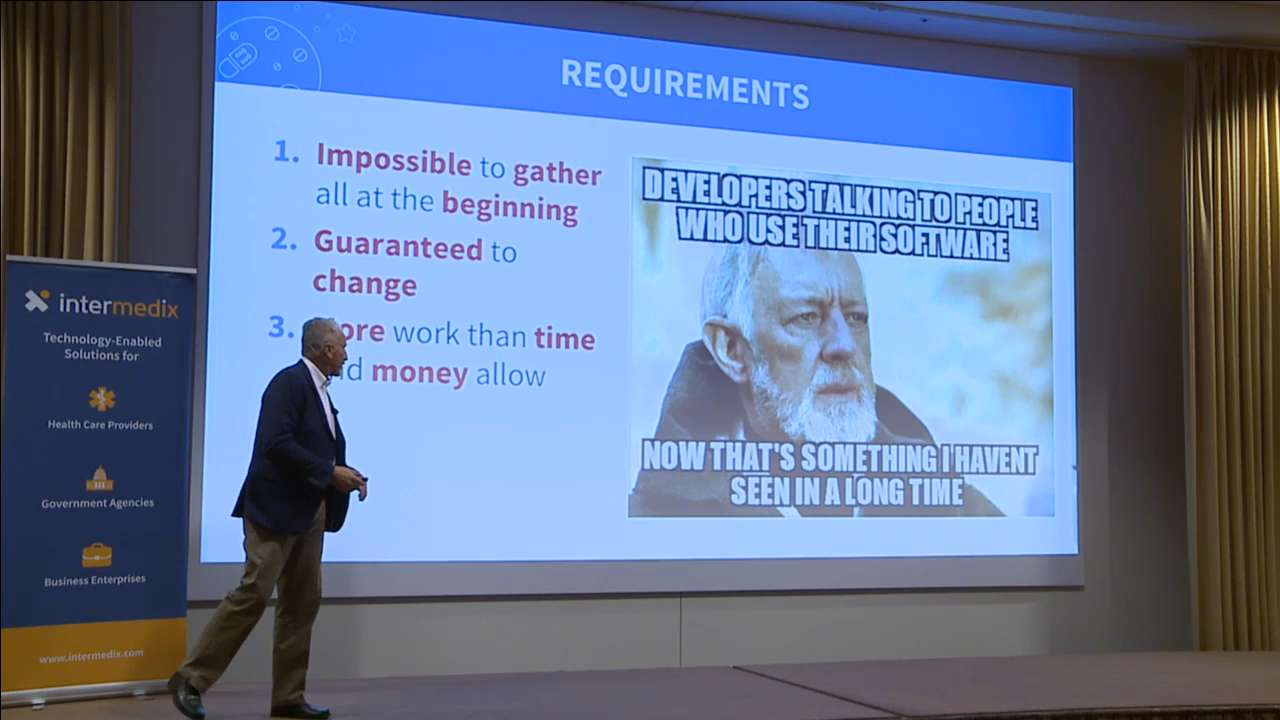 REQUIREMENTS
1. Impossible to gather
all at the beginning
2. Guaranteed to
change
3. ore work than time
d money allow
DEVELOPERS TALKING TO PEOPLE
WHO USE THEIR SOFTWARE
NOW THAT'S SOMETHING I HAVENT
SEEN IN A LONG TIME
intermedix
Technology-Enabled
Solutions for
Health Care Providers
Government Agencies
Business Enterprises
www.intermedix.com